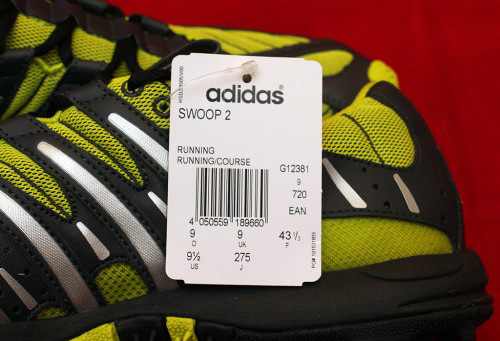 adidas
SWOOP 2
RUNNING
RUNNING/COURSE
G12381
9
720
EAN
4 050559 189660
9 9 43 1/3
D UK F
9½ 275
US J